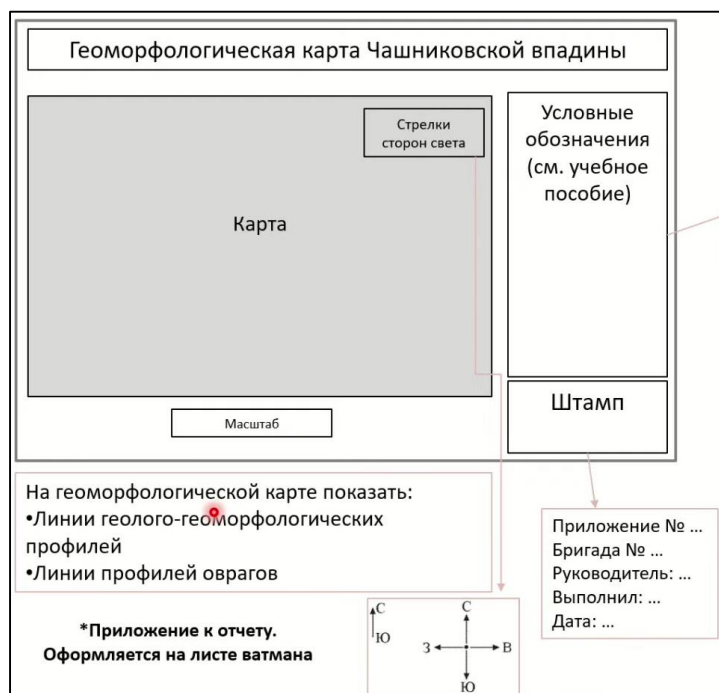 Геоморфологическая карта Чашниковской впадины
Стрелки
сторон света
Карта
Масштаб
Условные
обозначения
(см. учебное
пособие)
Штамп
На геоморфологической карте показать:
•Линии геолого-геоморфологических
профилей
•Линии профилей оврагов
*Приложение к отчету.
Оформляется на листе ватмана
С
Ю
С
З
В
Ю
Приложение № ...
Бригада № ...
Руководитель: ...
Выполнил: ...
Дата: ...